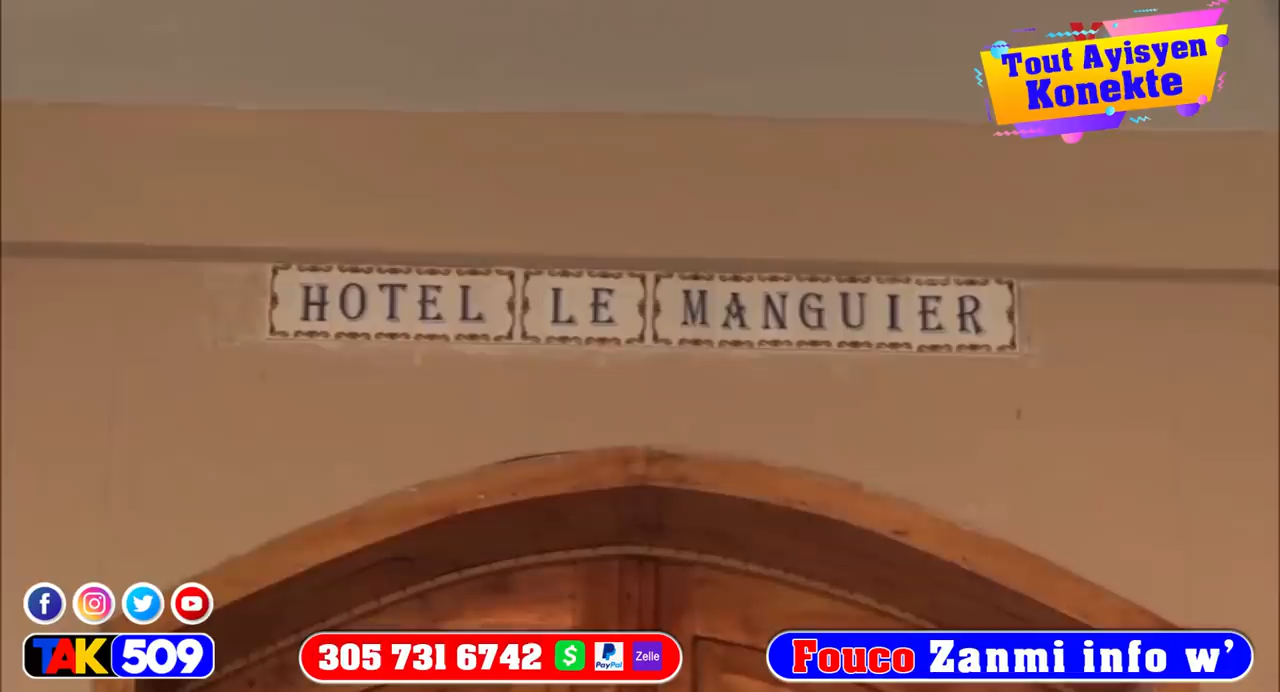 Tout Ayisyen
Konekte
HOTEL LE MANGUIER
TAK 509
305 731 6742 $ PayPal Zelle
Fouco Zanmi info w’